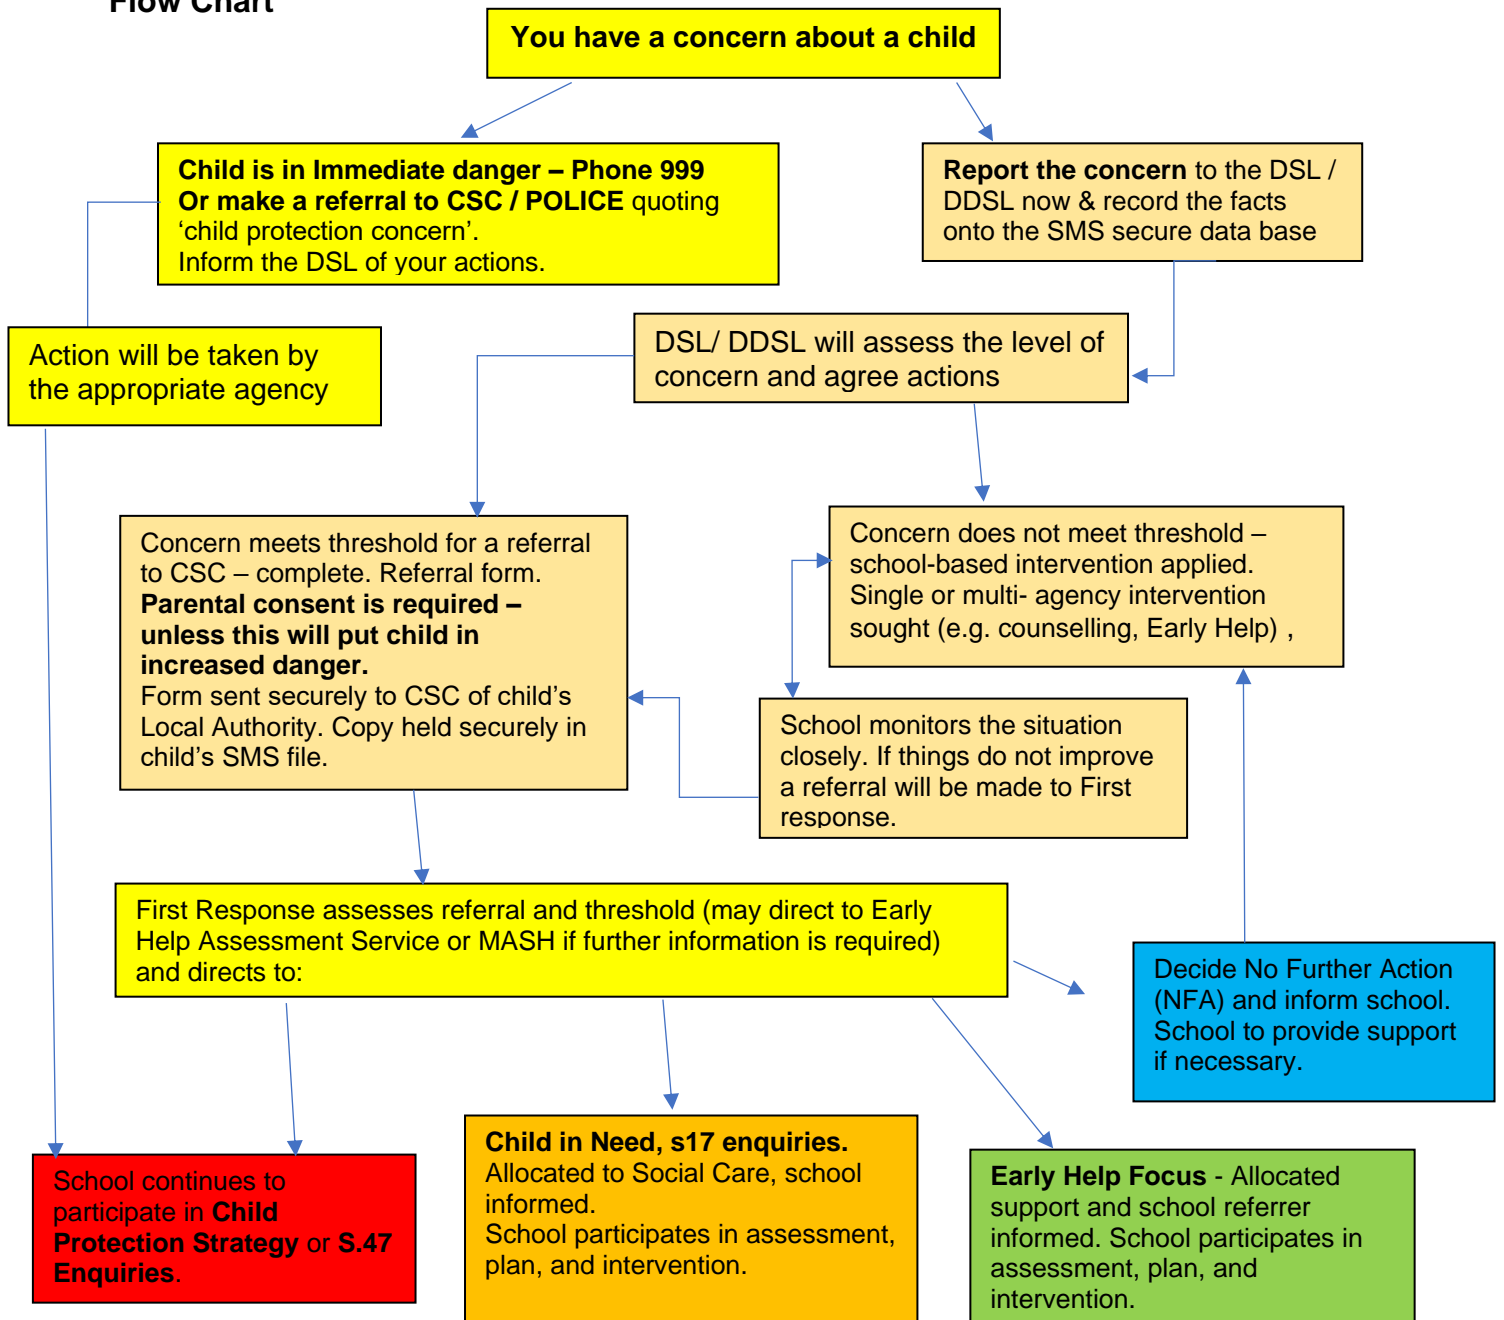 Flow Chart
You have a concern about a child
Child is in Immediate danger – Phone 999
Or make a referral to CSC / POLICE quoting
‘child protection concern’.
Inform the DSL of your actions.
Report the concern to the DSL /
DDSL now & record the facts
onto the SMS secure data base
Action will be taken by
the appropriate agency
DSL/ DDSL will assess the level of
concern and agree actions
Concern meets threshold for a referral
to CSC – complete. Referral form.
Parental consent is required –
unless this will put child in
increased danger.
Form sent securely to CSC of child’s
Local Authority. Copy held securely in
child’s SMS file.
Concern does not meet threshold –
school-based intervention applied.
Single or multi- agency intervention
sought (e.g. counselling, Early Help) ,
School monitors the situation
closely. If things do not improve
a referral will be made to First
response.
First Response assesses referral and threshold (may direct to Early
Help Assessment Service or MASH if further information is required)
and directs to:
Decide No Further Action
(NFA) and inform school.
School to provide support
if necessary.
School continues to
participate in Child
Protection Strategy or S.47
Enquiries.
Child in Need, s17 enquiries.
Allocated to Social Care, school
informed.
School participates in assessment,
plan, and intervention.
Early Help Focus - Allocated
support and school referrer
informed. School participates in
assessment, plan, and
intervention.